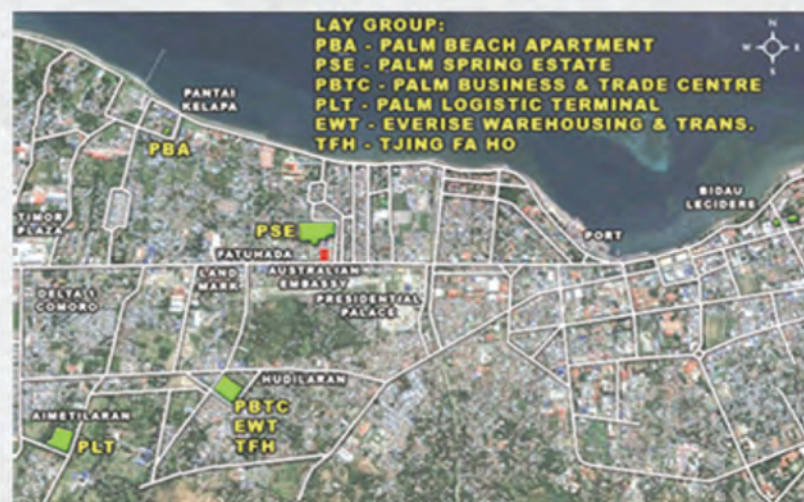 LAY GROUP:
PBA - PALM BEACH APARTMENT
PSE - PALM SPRING ESTATE
PBTC - PALM BUSINESS & TRADE CENTRE
PLT - PALM LOGISTIC TERMINAL
EWT - EVERISE WAREHOUSING & TRANS.
TFH - TJING FA HO
N
W
E
S
PANTAI
KELAPA
PBA
TIMOR
PLAZA
PSE
FATUHADA
LAND
MARK
AUSTRALIAN
EMBASSY
PRESIDENTIAL
PALACE
PORT
BIDAU
LECIDERE
DELTA 1
COMORO
HUDILARAN
PBTC
EWT
TFH
AIMETILARAN
PLT